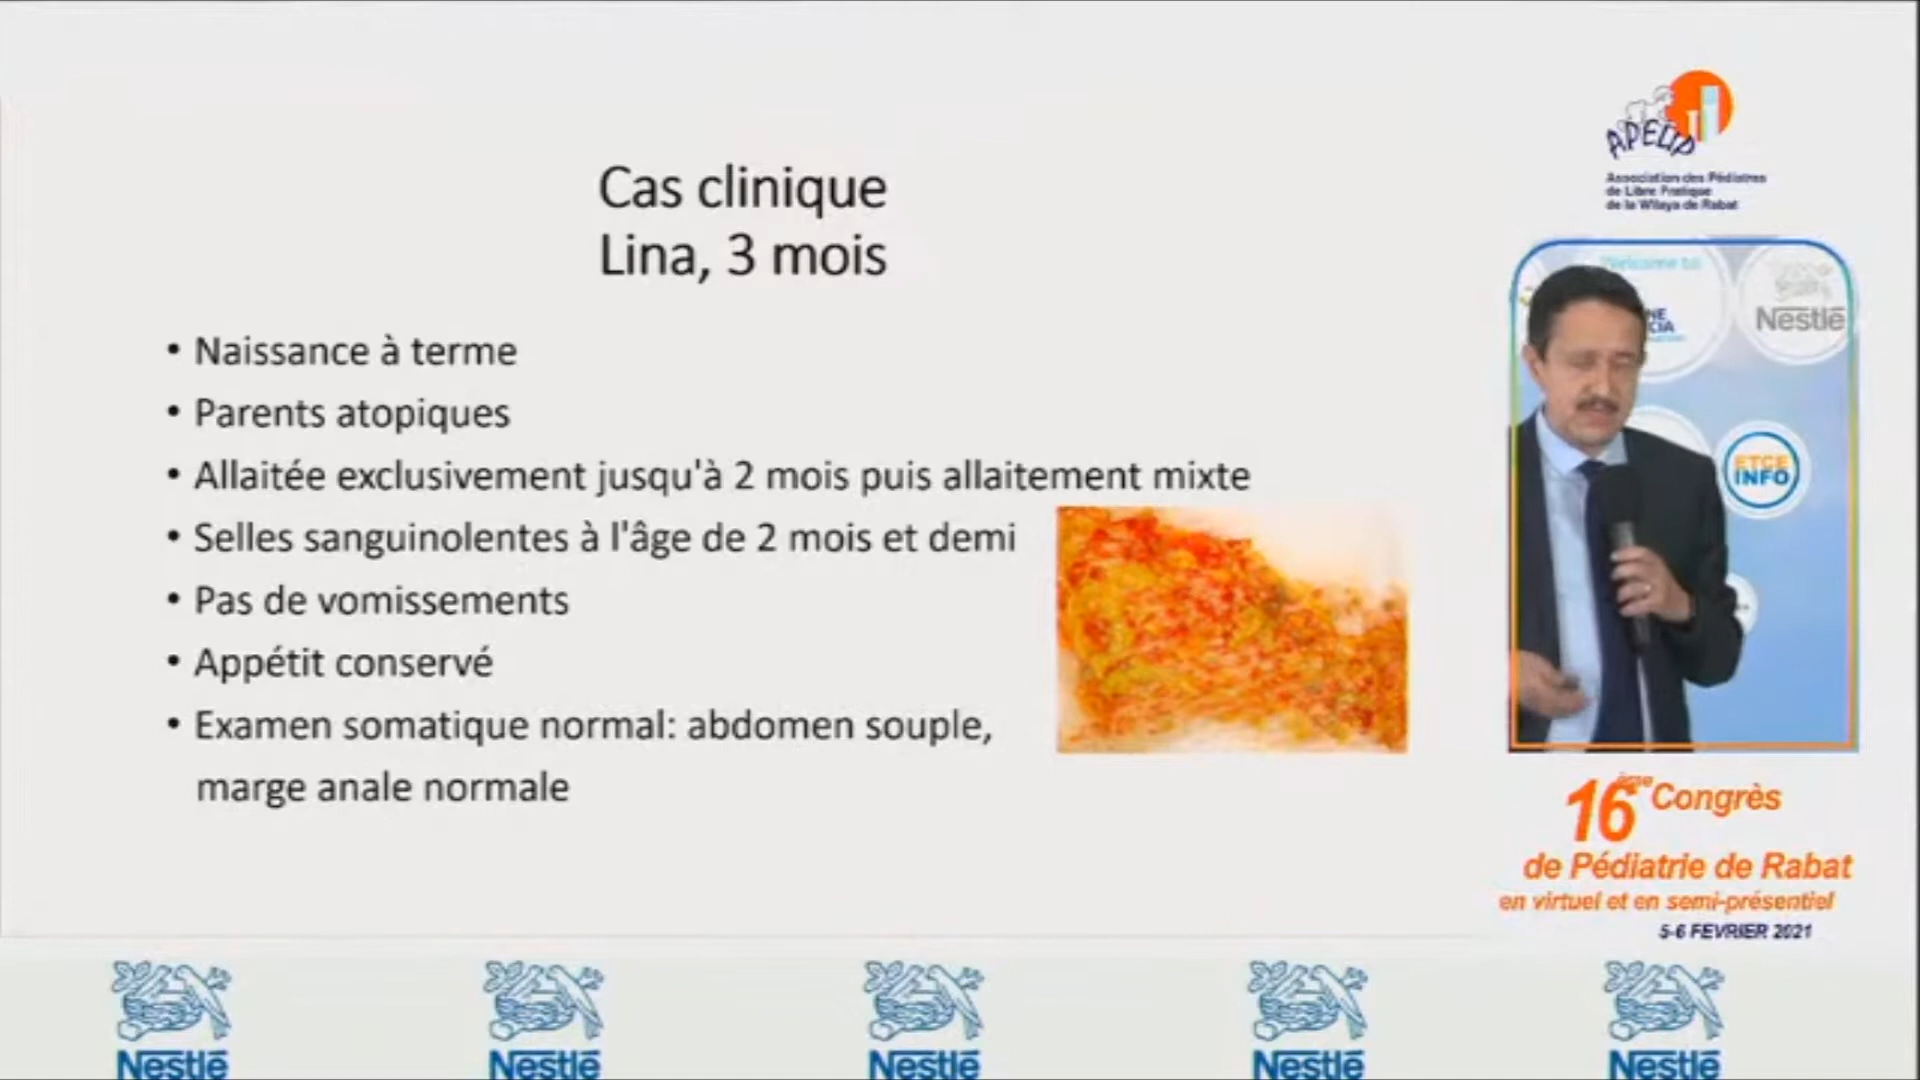 Cas clinique
Lina, 3 mois
• Naissance à terme
• Parents atopiques
• Allaitée exclusivement jusqu'à 2 mois puis allaitement mixte
• Selles sanguinolentes à l'âge de 2 mois et demi
• Pas de vomissements
• Appétit conservé
• Examen somatique normal: abdomen souple,
marge anale normale
APELIP
Association des Pédiatres
de Libre Pratique
de la Wilaya de Rabat
Welcome to
Nestlé
INFO
16ème Congrès
de Pédiatrie de Rabat
en virtuel et en semi-présentiel
5-6 FEVRIER 2021
Nestlé
Nestlé
Nestlé
Nestlé
Nestlé